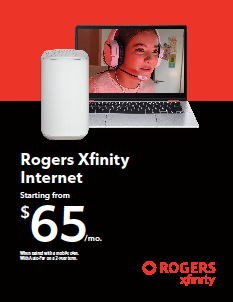 Rogers Xfinity
Internet
Starting from
$65/mo.
When paired with a mobile plan.
With Auto-Pay on a 2-year term.
ROGERS
xfinity